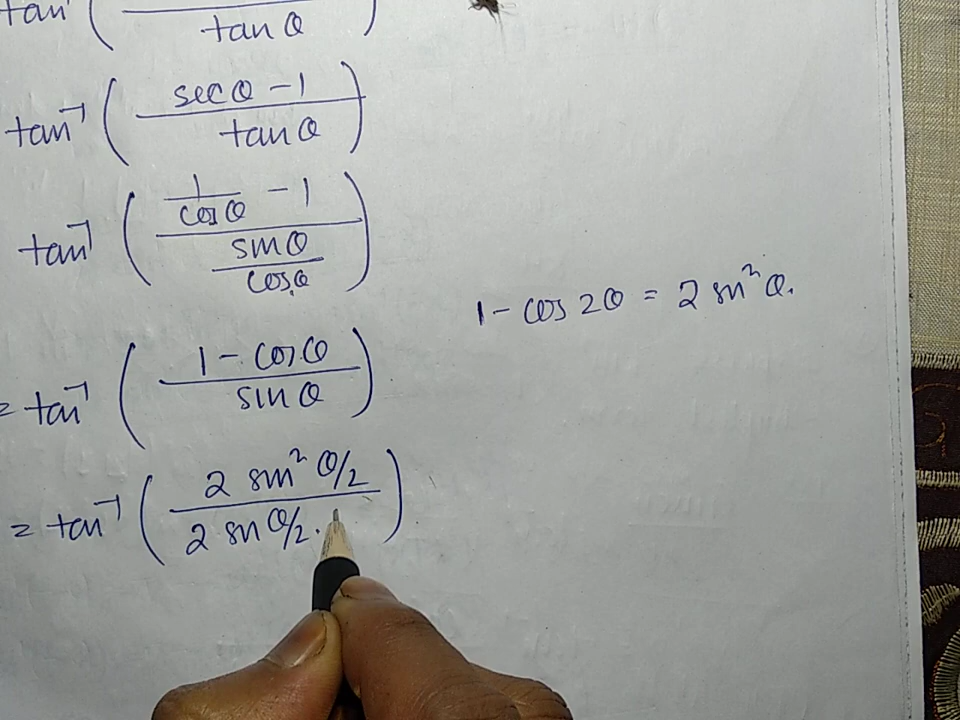 tan⁻¹ ( / tan θ )
tan⁻¹ ( sec θ - 1 / tan θ )
tan⁻¹ ( 1/cos θ - 1 / sin θ/cos θ )
1 - cos 2θ = 2 sin² θ.
= tan⁻¹ ( 1 - cos θ / sin θ )
= tan⁻¹ ( 2 sin² θ/2 / 2 sin θ/2 . )